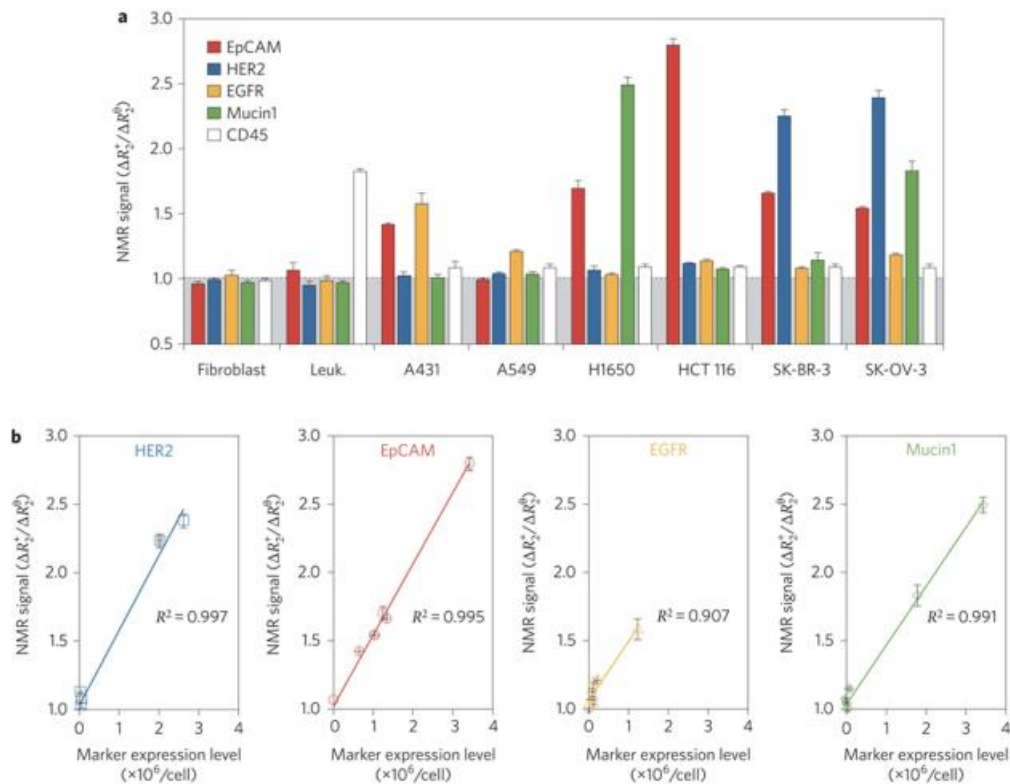 a
3.0
2.5
2.0
1.5
1.0
0.5
NMR signal (ΔR₂⁺/ΔR₂⁰)
EpCAM
HER2
EGFR
Mucin1
CD45
Fibroblast Leuk. A431 A549 H1650 HCT 116 SK-BR-3 SK-OV-3
b
HER2
3.0
2.5
2.0
1.5
1.0
NMR signal (ΔR₂⁺/ΔR₂⁰)
R² = 0.997
0 1 2 3 4
Marker expression level
(×10⁶/cell)
EpCAM
3.0
2.5
2.0
1.5
1.0
NMR signal (ΔR₂⁺/ΔR₂⁰)
R² = 0.995
0 1 2 3 4
Marker expression level
(×10⁶/cell)
EGFR
3.0
2.5
2.0
1.5
1.0
NMR signal (ΔR₂⁺/ΔR₂⁰)
R² = 0.907
0 1 2 3 4
Marker expression level
(×10⁶/cell)
Mucin1
3.0
2.5
2.0
1.5
1.0
NMR signal (ΔR₂⁺/ΔR₂⁰)
R² = 0.991
0 1 2 3 4
Marker expression level
(×10⁶/cell)